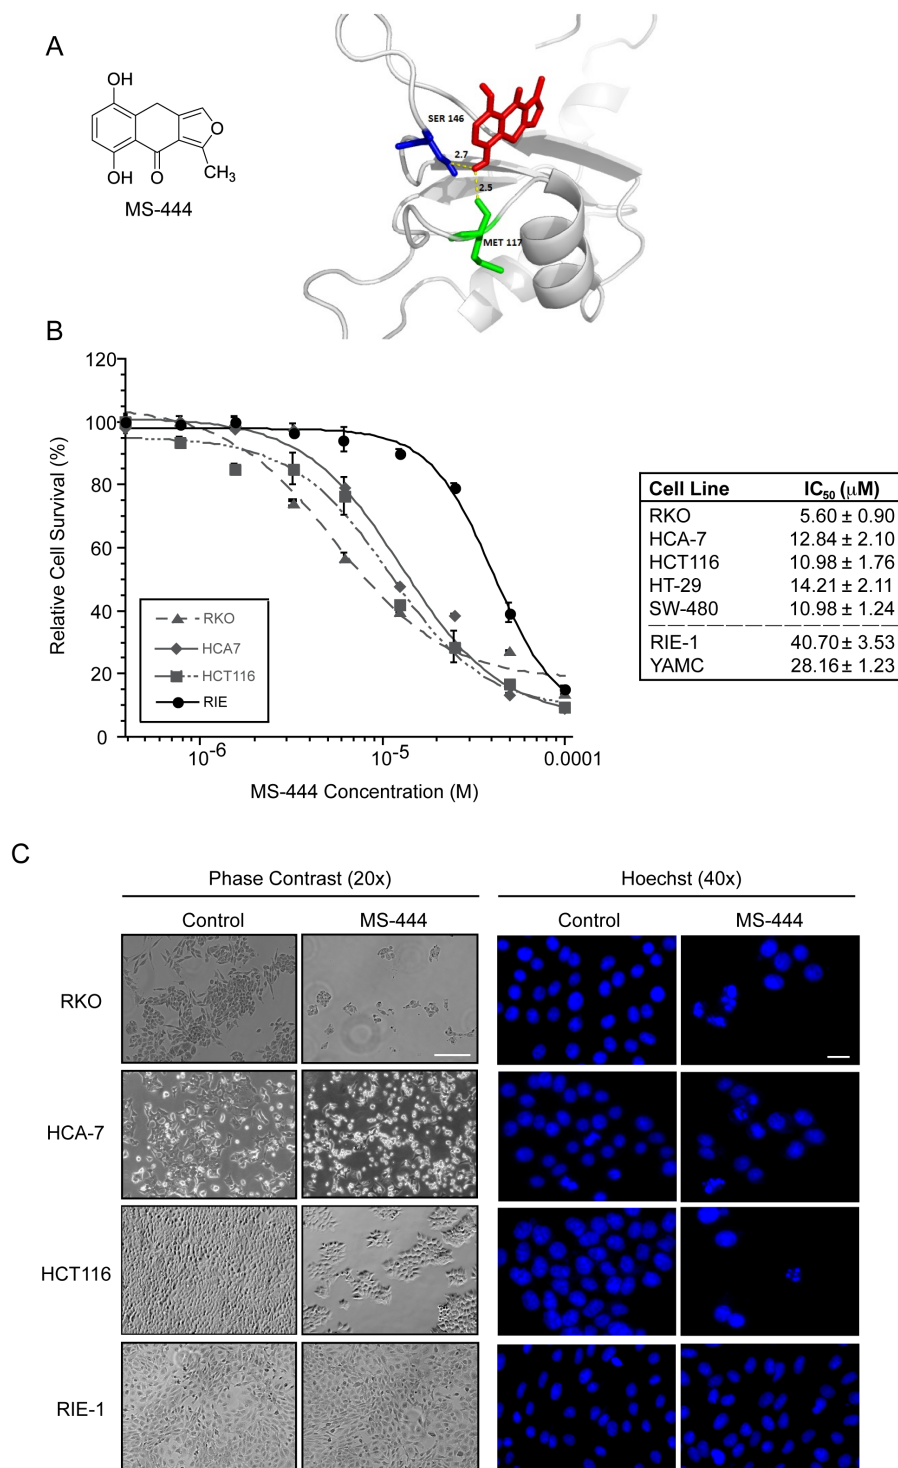 A
OH
O
OH
O
CH3
MS-444
SER 146
2.7
2.5
MET 117
B
Relative Cell Survival (%)
120
100
80
60
40
20
0
RKO
HCA7
HCT116
RIE
10-6
10-5
0.0001
MS-444 Concentration (M)
Cell Line IC50 (µM)
RKO 5.60 ± 0.90
HCA-7 12.84 ± 2.10
HCT116 10.98 ± 1.76
HT-29 14.21 ± 2.11
SW-480 10.98 ± 1.24
RIE-1 40.70 ± 3.53
YAMC 28.16 ± 1.23
C
Phase Contrast (20x) Hoechst (40x)
Control MS-444 Control MS-444
RKO
HCA-7
HCT116
RIE-1